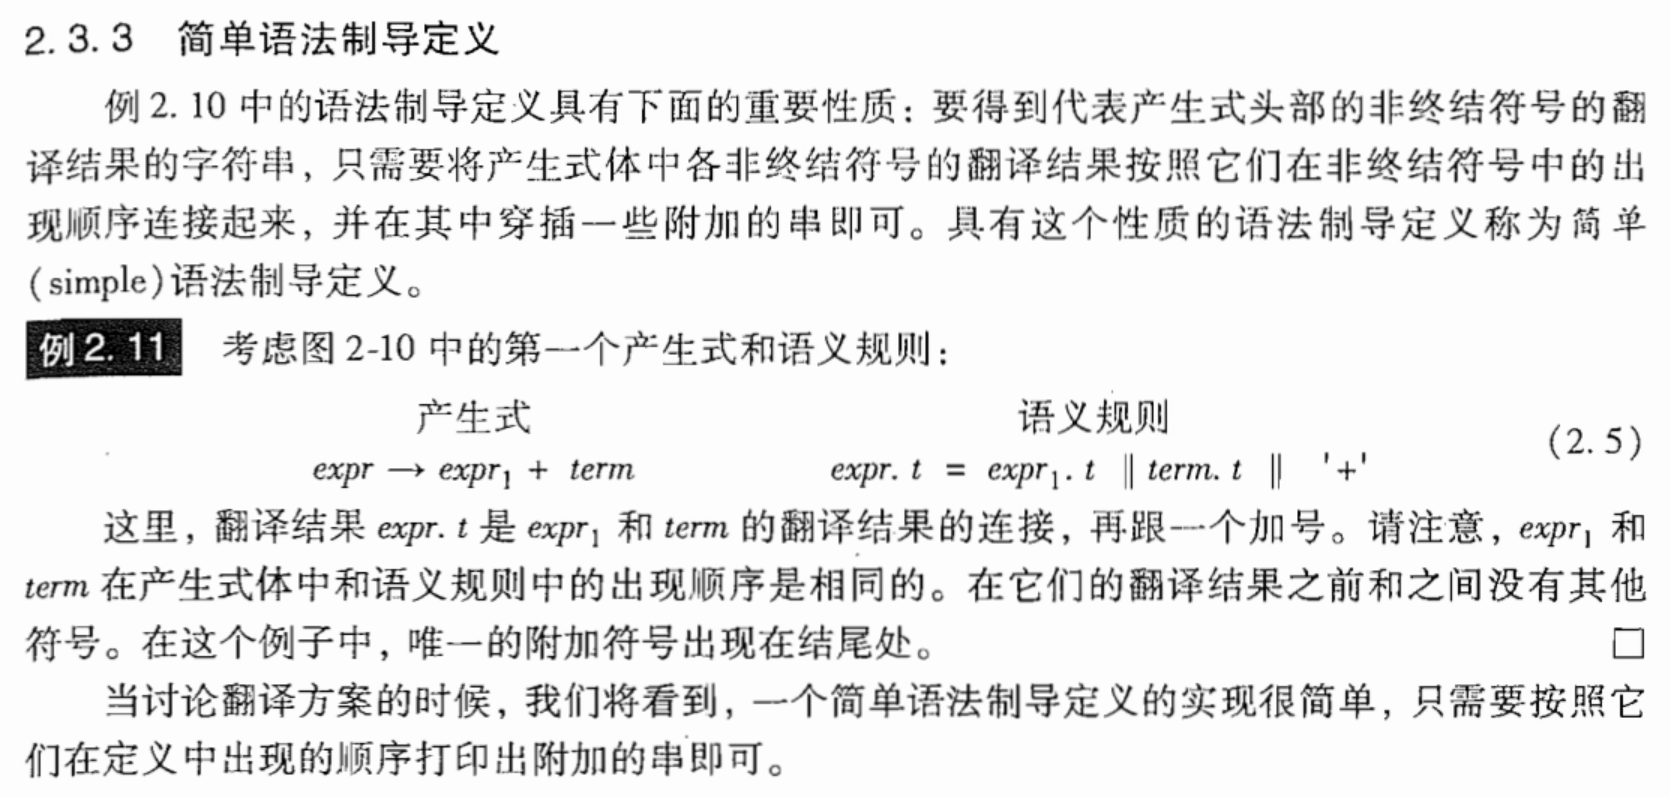 2.3.3 简单语法制导定义
例2.10中的语法制导定义具有下面的重要性质：要得到代表产生式头部的非终结符号的翻
译结果的字符串，只需要将产生式体中各非终结符号的翻译结果按照它们在非终结符号中的出
现顺序连接起来，并在其中穿插一些附加的串即可。具有这个性质的语法制导定义称为简单
(simple)语法制导定义。
例2.11 考虑图2-10中的第一个产生式和语义规则：
产生式 语义规则
expr → expr₁ + term expr.t = expr₁.t ‖ term.t ‖ '+' (2.5)
这里，翻译结果 expr.t 是 expr₁ 和 term 的翻译结果的连接，再跟一个加号。请注意，expr₁ 和
term 在产生式体中和语义规则中的出现顺序是相同的。在它们的翻译结果之前和之间没有其他
符号。在这个例子中，唯一的附加符号出现在结尾处。 □
当讨论翻译方案的时候，我们将看到，一个简单语法制导定义的实现很简单，只需要按照它
们在定义中出现的顺序打印出附加的串即可。